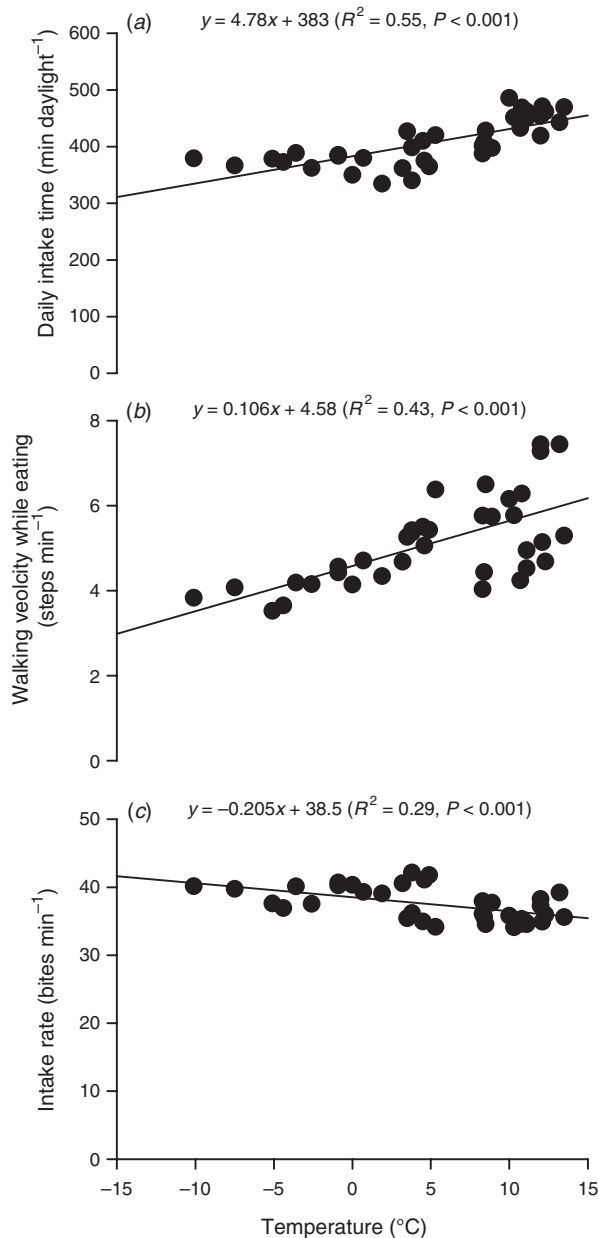 (a) y = 4.78x + 383 (R² = 0.55, P < 0.001)
600
500
400
300
200
100
0
Daily intake time (min daylight⁻¹)
(b) y = 0.106x + 4.58 (R² = 0.43, P < 0.001)
8
6
4
2
0
Walking veolcity while eating
(steps min⁻¹)
(c) y = –0.205x + 38.5 (R² = 0.29, P < 0.001)
50
40
30
20
10
0
Intake rate (bites min⁻¹)
–15 –10 –5 0 5 10 15
Temperature (°C)